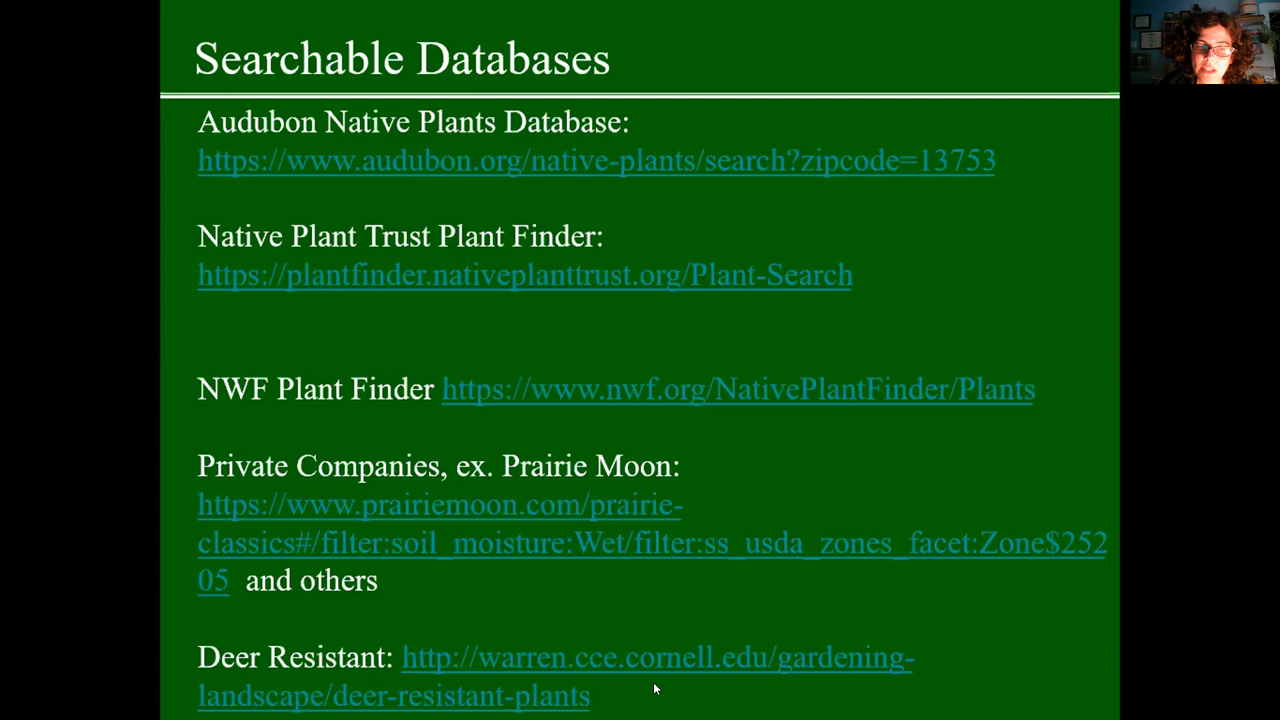 Searchable Databases
Audubon Native Plants Database:
https://www.audubon.org/native-plants/search?zipcode=13753
Native Plant Trust Plant Finder:
https://plantfinder.nativeplanttrust.org/Plant-Search
NWF Plant Finder https://www.nwf.org/NativePlantFinder/Plants
Private Companies, ex. Prairie Moon:
https://www.prairiemoon.com/prairie-
classics#/filter:soil_moisture:Wet/filter:ss_usda_zones_facet:Zone$252
05 and others
Deer Resistant: http://warren.cce.cornell.edu/gardening-
landscape/deer-resistant-plants